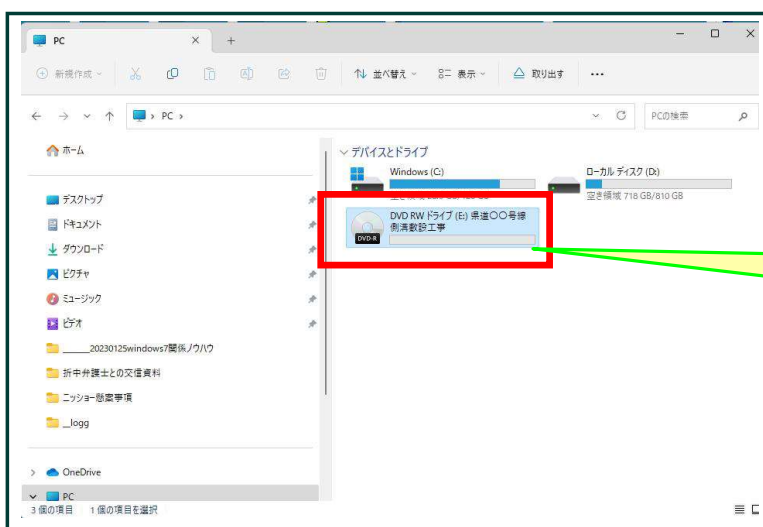 PC
新規作成
並べ替え
表示
取り出す
PC
PCの検索
ホーム
デスクトップ
ドキュメント
ダウンロード
ピクチャ
ミュージック
ビデオ
______20230125windows7関係ノウハウ
折中弁護士との交信資料
ニッショー懸案事項
__logg
OneDrive
PC
デバイスとドライブ
Windows (C:)
DVD RW ドライブ (E:) 県道〇〇号線
側溝敷設工事
DVD-R
ローカル ディスク (D:)
空き領域 718 GB/810 GB
3 個の項目 1 個の項目を選択